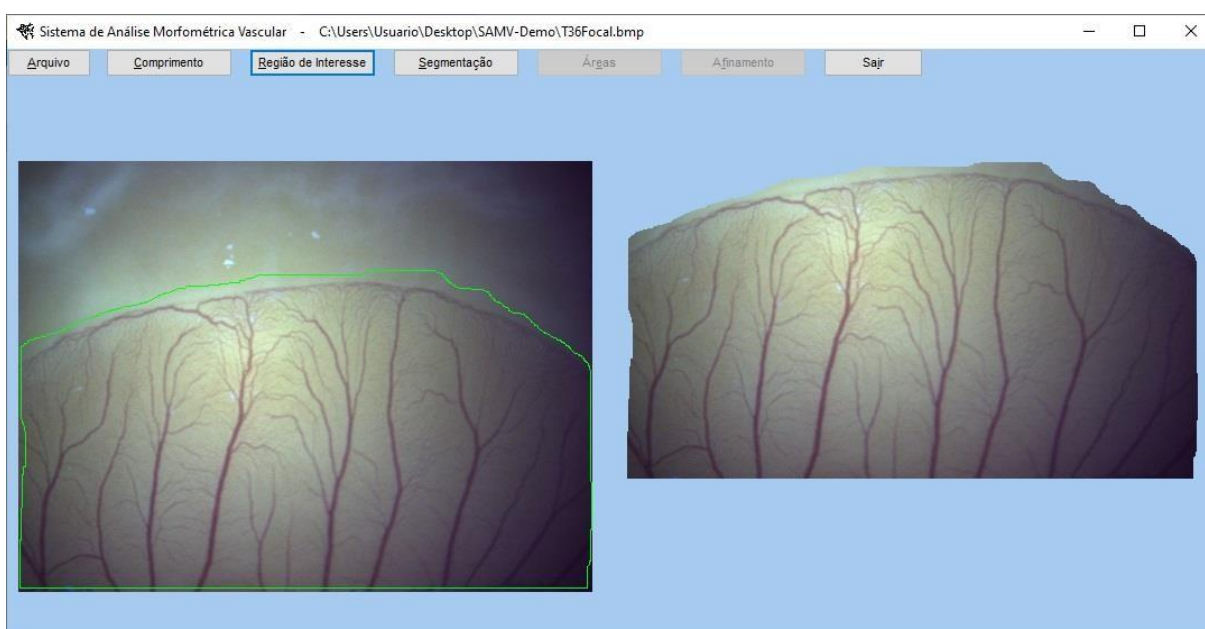 Sistema de Análise Morfométrica Vascular - C:\Users\Usuario\Desktop\SAMV-Demo\T36Focal.bmp
Arquivo Comprimento Região de Interesse Segmentação Áreas Afinamento Sair